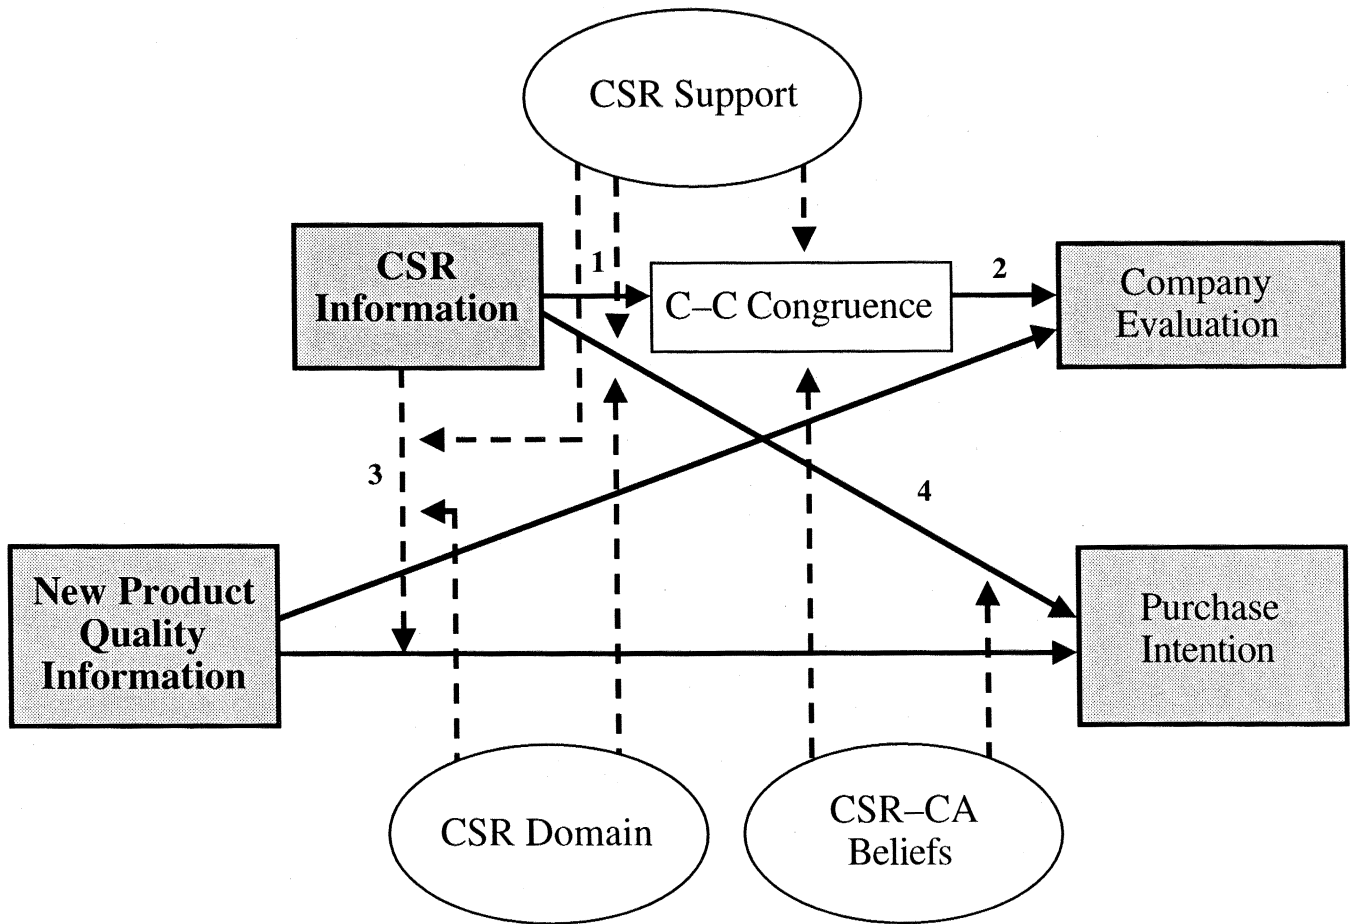 CSR Support
CSR
Information
1
C–C Congruence
2
Company
Evaluation
3
4
New Product
Quality
Information
Purchase
Intention
CSR Domain
CSR–CA
Beliefs